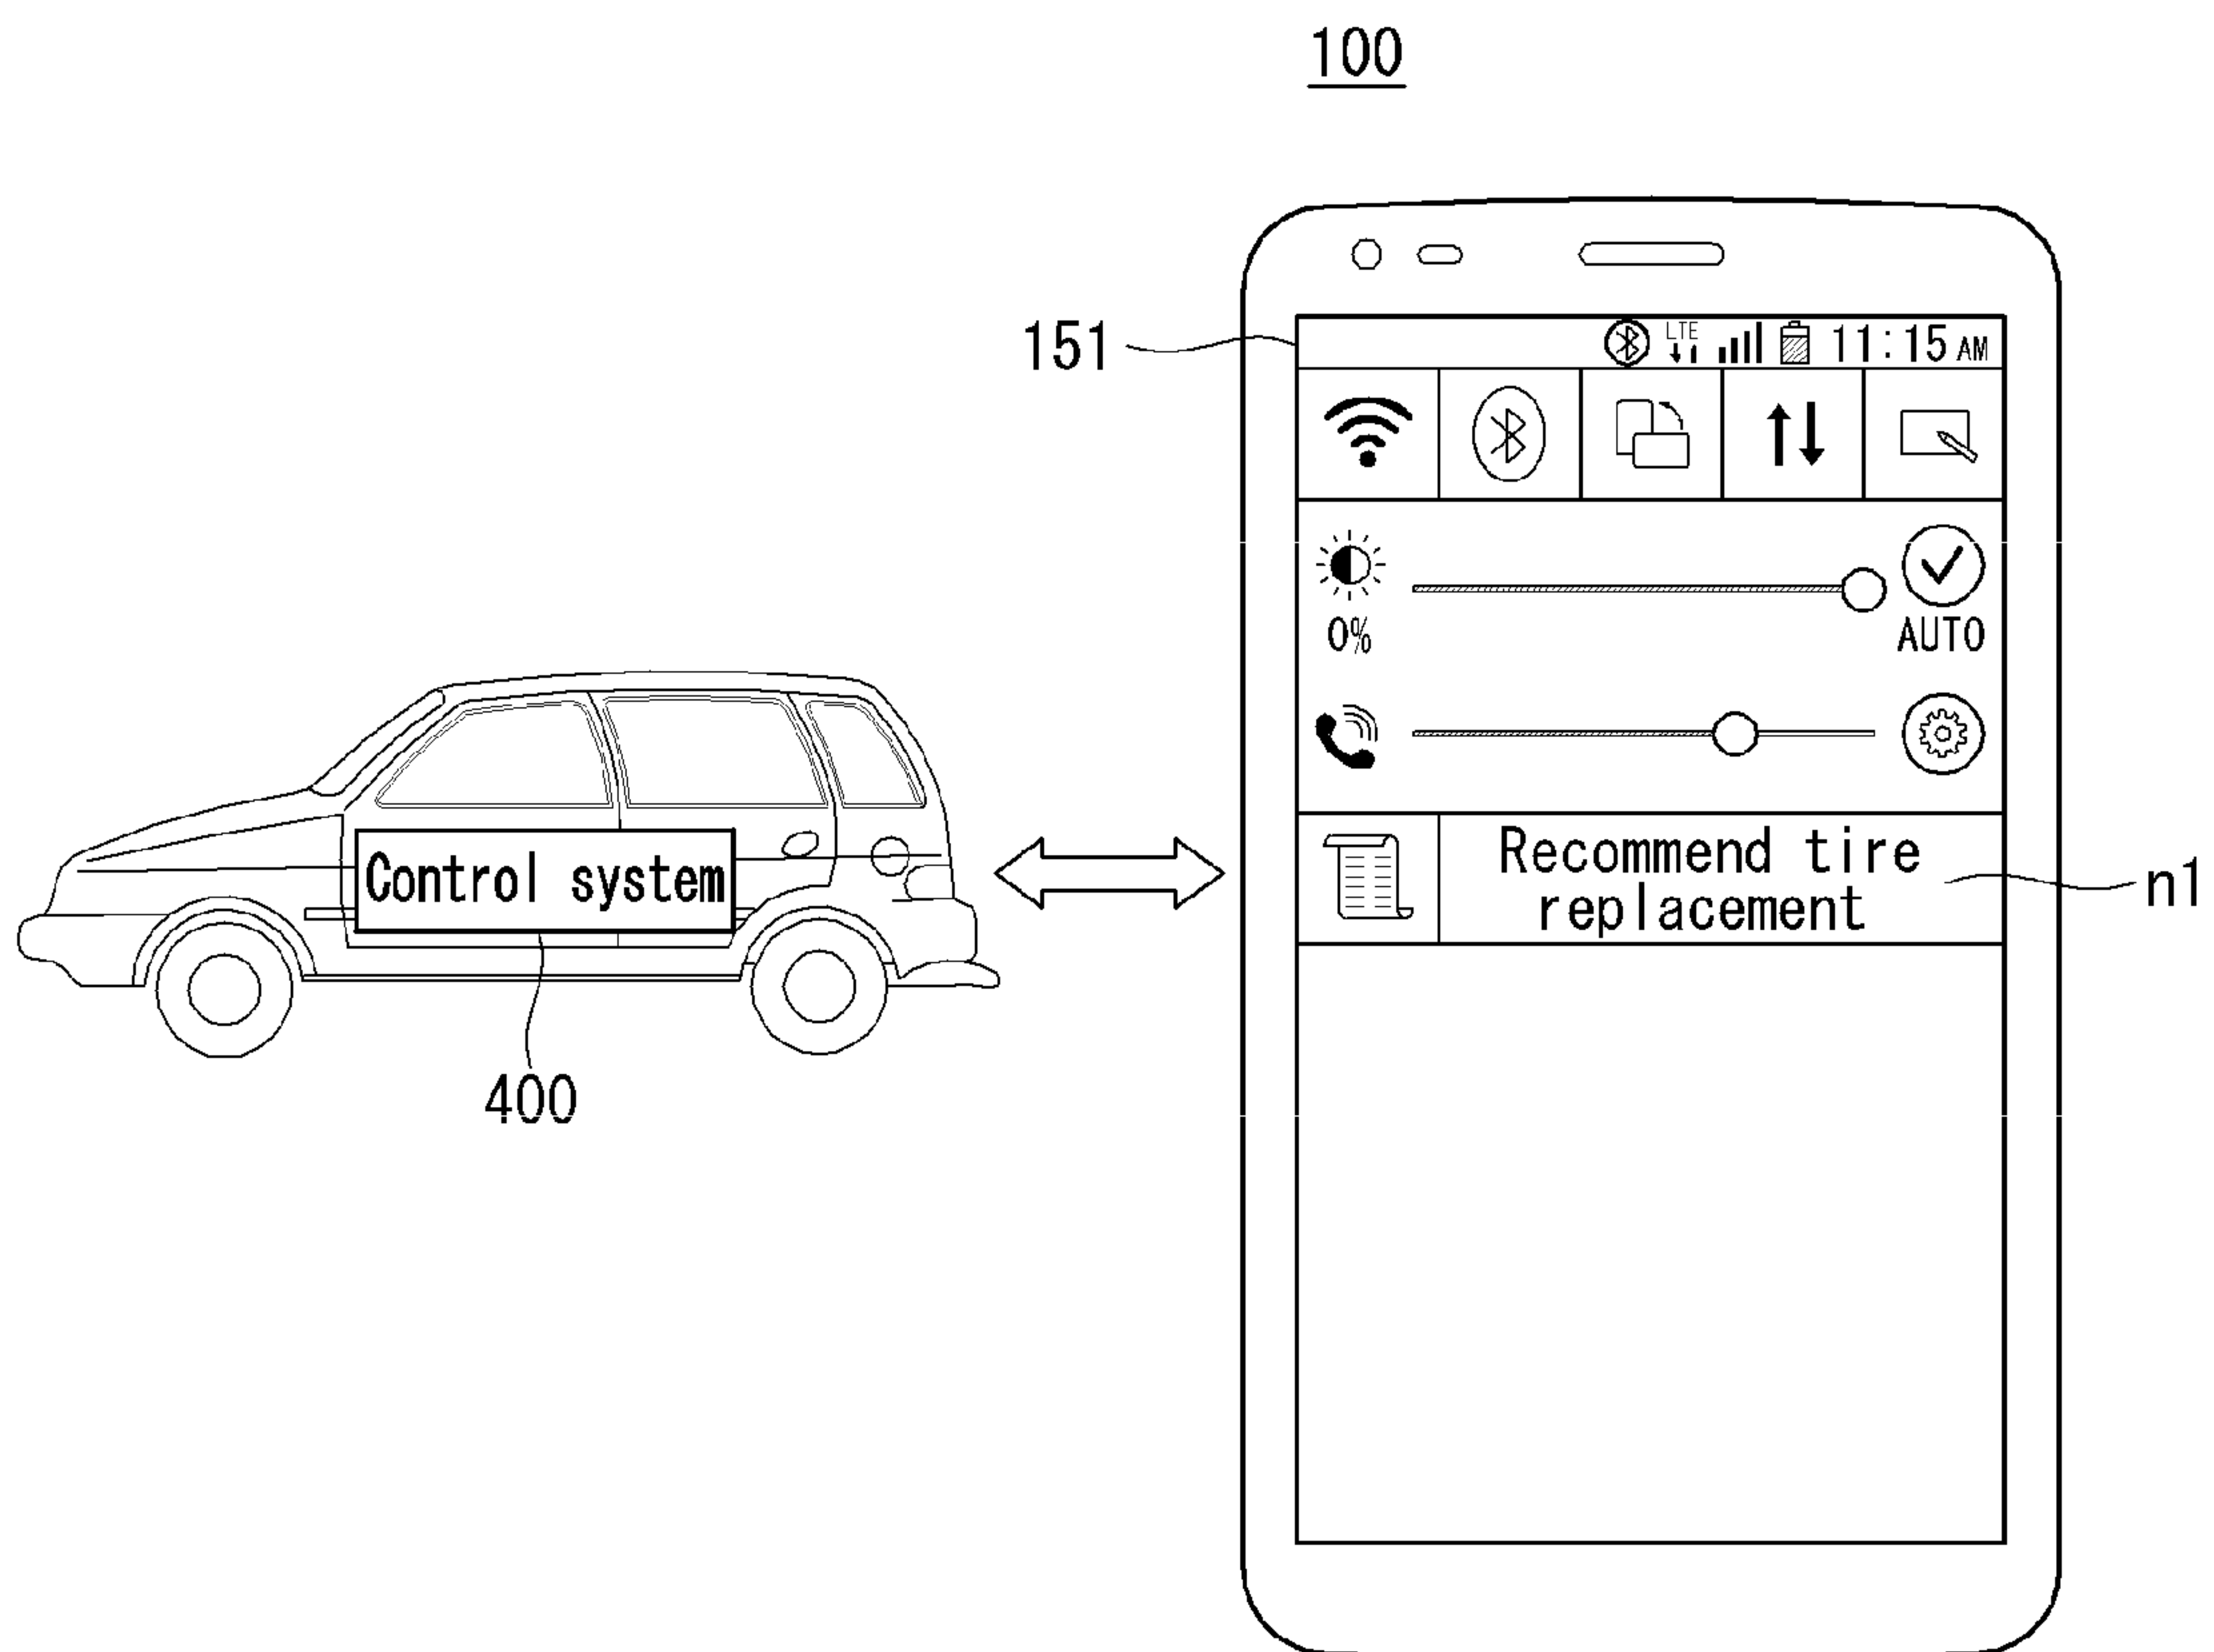 100
151
LTE
11:15 AM
0%
AUTO
Control system
Recommend tire
replacement
n1
400